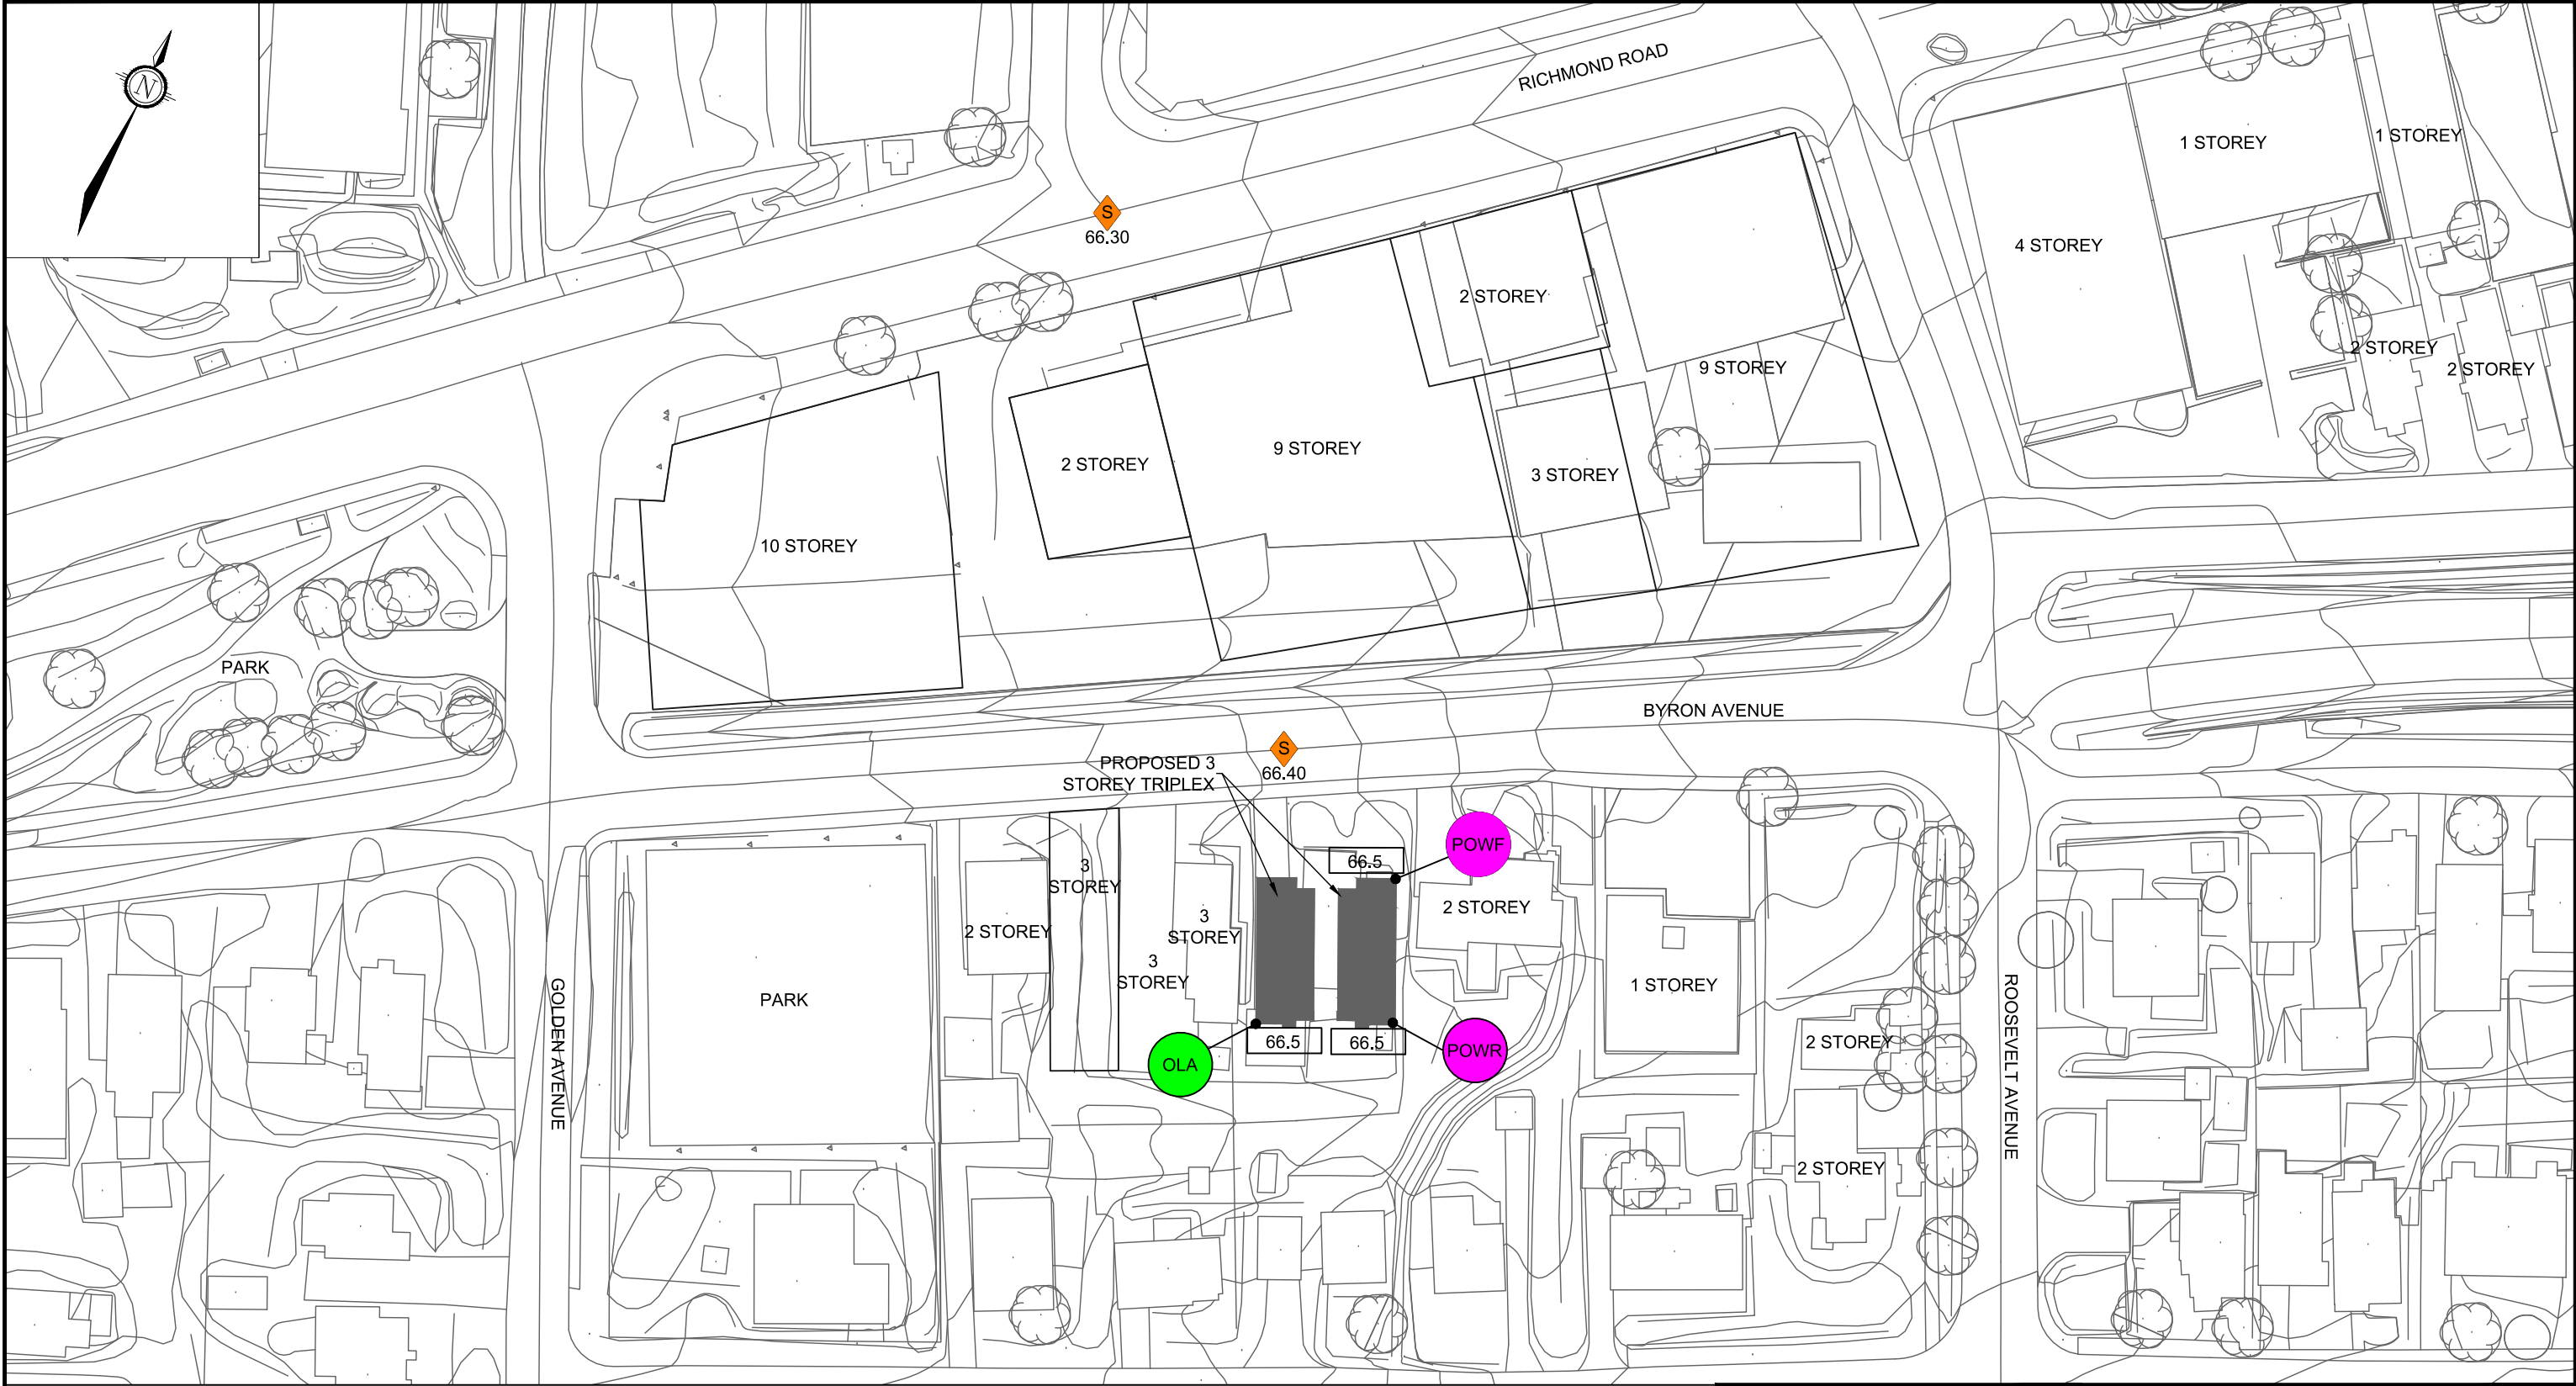 N
RICHMOND ROAD
1 STOREY
1 STOREY
S
66.30
4 STOREY
2 STOREY
2 STOREY
2 STOREY
9 STOREY
2 STOREY
9 STOREY
3 STOREY
10 STOREY
PARK
BYRON AVENUE
S
66.40
PROPOSED 3
STOREY TRIPLEX
POWF
66.5
3
STOREY
2 STOREY
3
STOREY
2 STOREY
3
STOREY
PARK
1 STOREY
GOLDEN AVENUE
ROOSEVELT AVENUE
OLA
66.5
66.5
POWR
2 STOREY
2 STOREY